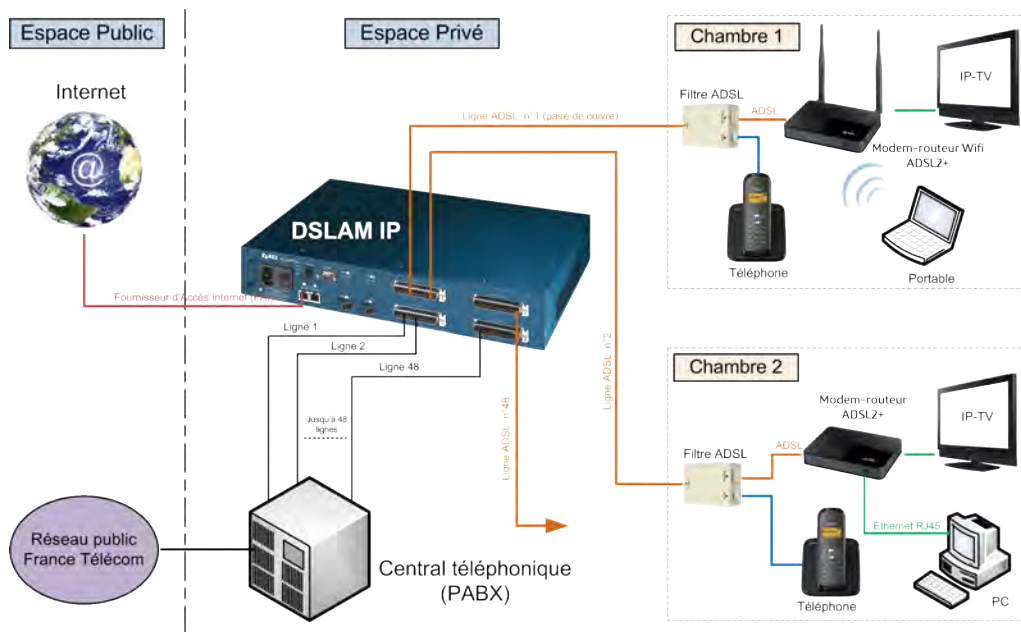 Espace Public
Espace Privé
Chambre 1
Internet
@
DSLAM IP
ZyXEL
Fournisseur d'Accès Internet (FAI)
Ligne ADSL n°1 (paire de cuivre)
Filtre ADSL
ADSL
IP-TV
Modem-routeur Wifi
ADSL2+
Téléphone
Portable
Ligne 1
Ligne 2
Ligne 48
Jusqu'à 48
lignes
Ligne ADSL n°48
Ligne ADSL n°2
Chambre 2
Modem-routeur
ADSL2+
IP-TV
Filtre ADSL
ADSL
Ethernet RJ45
Téléphone
PC
Réseau public
France Télécom
Central téléphonique
(PABX)